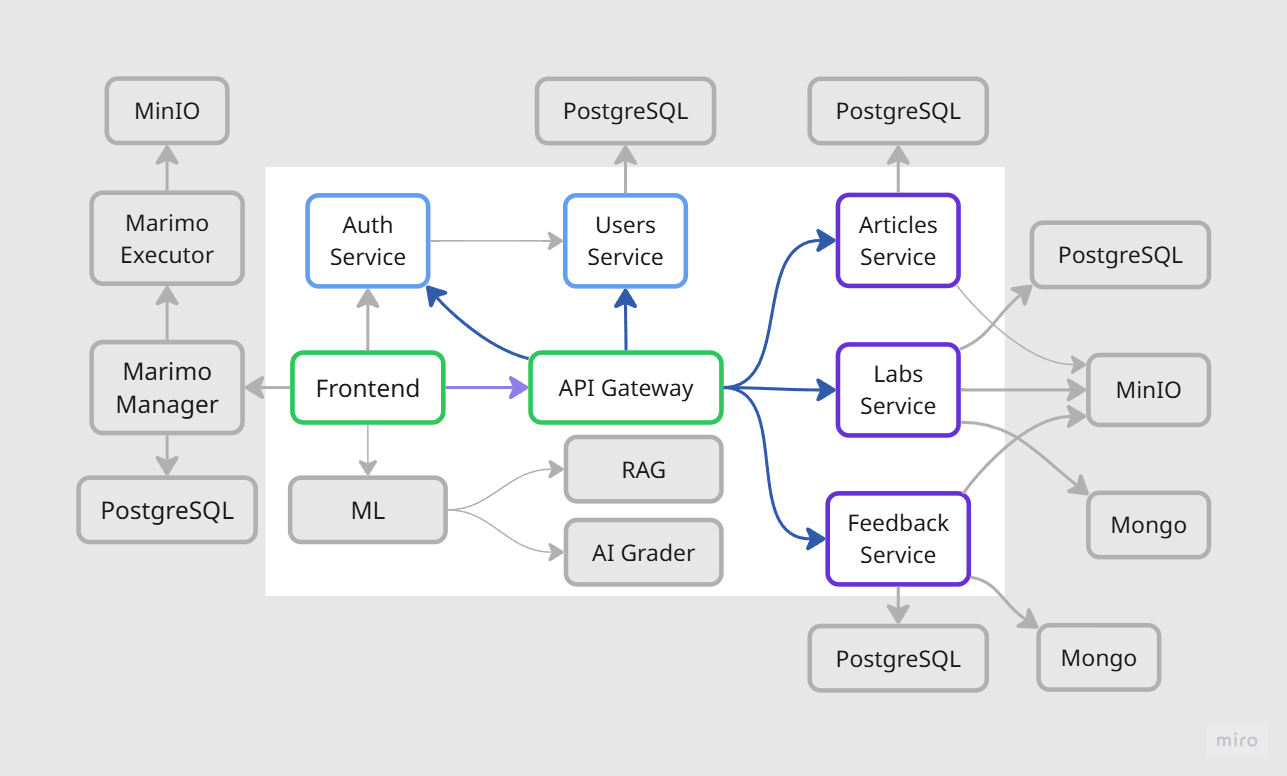 MinIO
PostgreSQL
PostgreSQL
Marimo
Executor
Auth
Service
Users
Service
Articles
Service
PostgreSQL
Marimo
Manager
Frontend
API Gateway
Labs
Service
MinIO
PostgreSQL
ML
RAG
AI Grader
Feedback
Service
Mongo
PostgreSQL
Mongo
miro